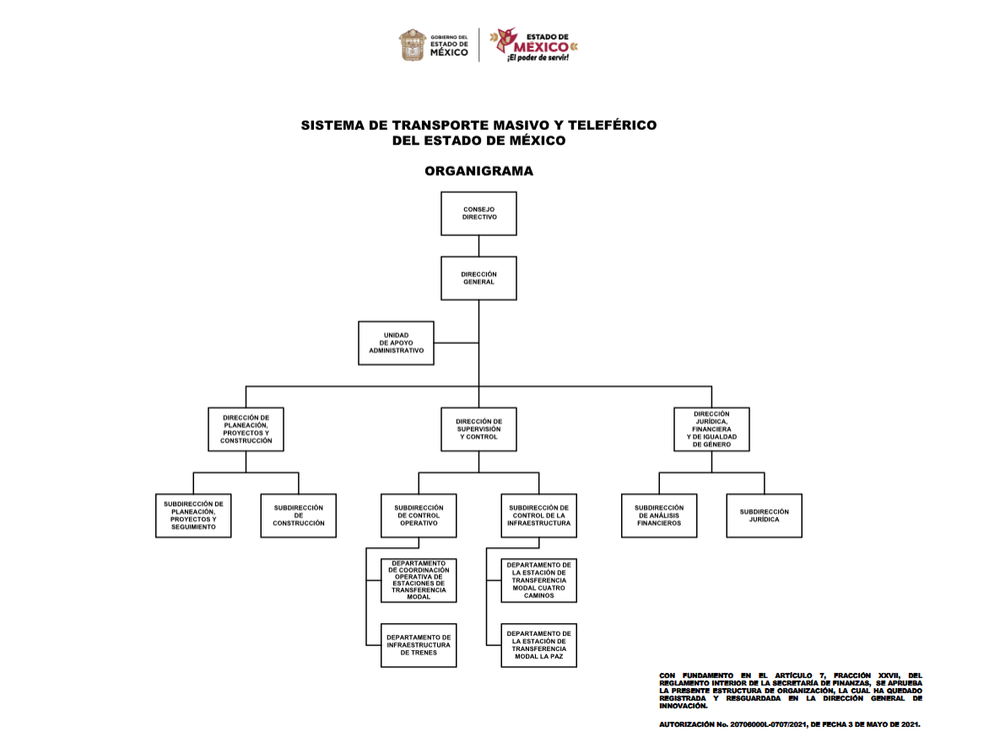 GOBIERNO DEL
ESTADO DE
MÉXICO
ESTADO DE
MÉXICO
¡El poder de servir!
SISTEMA DE TRANSPORTE MASIVO Y TELEFÉRICO
DEL ESTADO DE MÉXICO
ORGANIGRAMA
CONSEJO
DIRECTIVO
DIRECCIÓN
GENERAL
UNIDAD
DE APOYO
ADMINISTRATIVO
DIRECCIÓN DE
PLANEACIÓN,
PROYECTOS Y
CONSTRUCCIÓN
DIRECCIÓN DE
SUPERVISIÓN
Y CONTROL
DIRECCIÓN
JURÍDICA,
FINANCIERA
Y DE IGUALDAD
DE GÉNERO
SUBDIRECCIÓN DE
PLANEACIÓN,
PROYECTOS Y
SEGUIMIENTO
SUBDIRECCIÓN
DE
CONSTRUCCIÓN
SUBDIRECCIÓN
DE CONTROL
OPERATIVO
SUBDIRECCIÓN DE
CONTROL DE LA
INFRAESTRUCTURA
SUBDIRECCIÓN
DE ANÁLISIS
FINANCIEROS
SUBDIRECCIÓN
JURÍDICA
DEPARTAMENTO
DE COORDINACIÓN
OPERATIVA DE
ESTACIONES DE
TRANSFERENCIA
MODAL
DEPARTAMENTO DE
LA ESTACIÓN DE
TRANSFERENCIA
MODAL CUATRO
CAMINOS
DEPARTAMENTO DE
INFRAESTRUCTURA
DE TRENES
DEPARTAMENTO DE
LA ESTACIÓN DE
TRANSFERENCIA
MODAL LA PAZ
CON FUNDAMENTO EN EL ARTÍCULO 7, FRACCIÓN XXVII, DEL
REGLAMENTO INTERIOR DE LA SECRETARÍA DE FINANZAS, SE APRUEBA
LA PRESENTE ESTRUCTURA DE ORGANIZACIÓN, LA CUAL HA QUEDADO
REGISTRADA Y RESGUARDADA EN LA DIRECCIÓN GENERAL DE
INNOVACIÓN.
AUTORIZACIÓN No. 20706000L-0707/2021, DE FECHA 3 DE MAYO DE 2021.